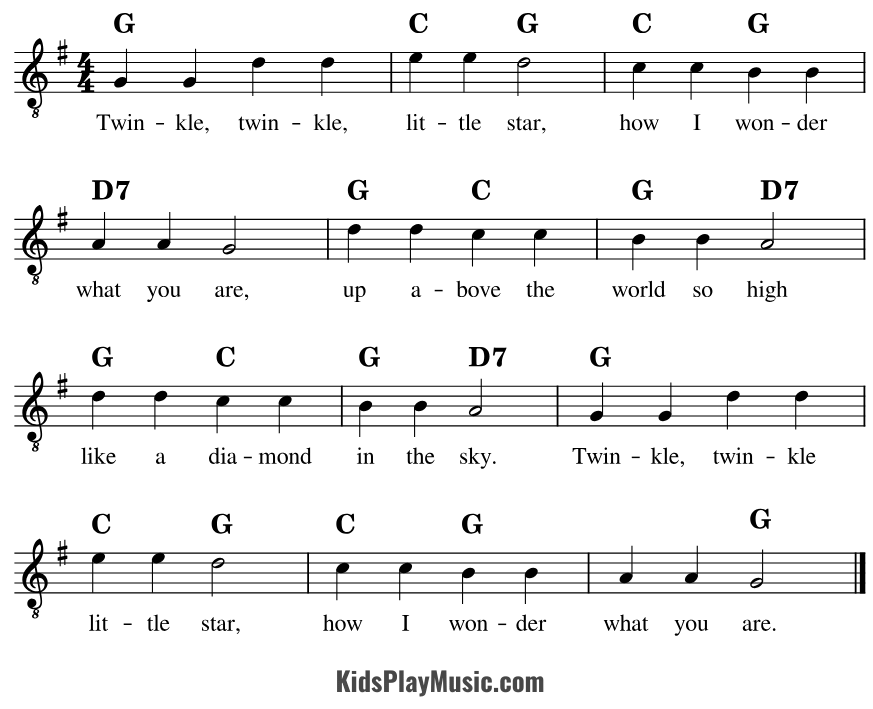 G C G C G
4
4
8
Twin - kle, twin - kle, lit - tle star, how I won - der
D7 G C G D7
8
what you are, up a - bove the world so high
G C G D7 G
8
like a dia - mond in the sky. Twin - kle, twin - kle
C G C G G
8
lit - tle star, how I won - der what you are.
KidsPlayMusic.com